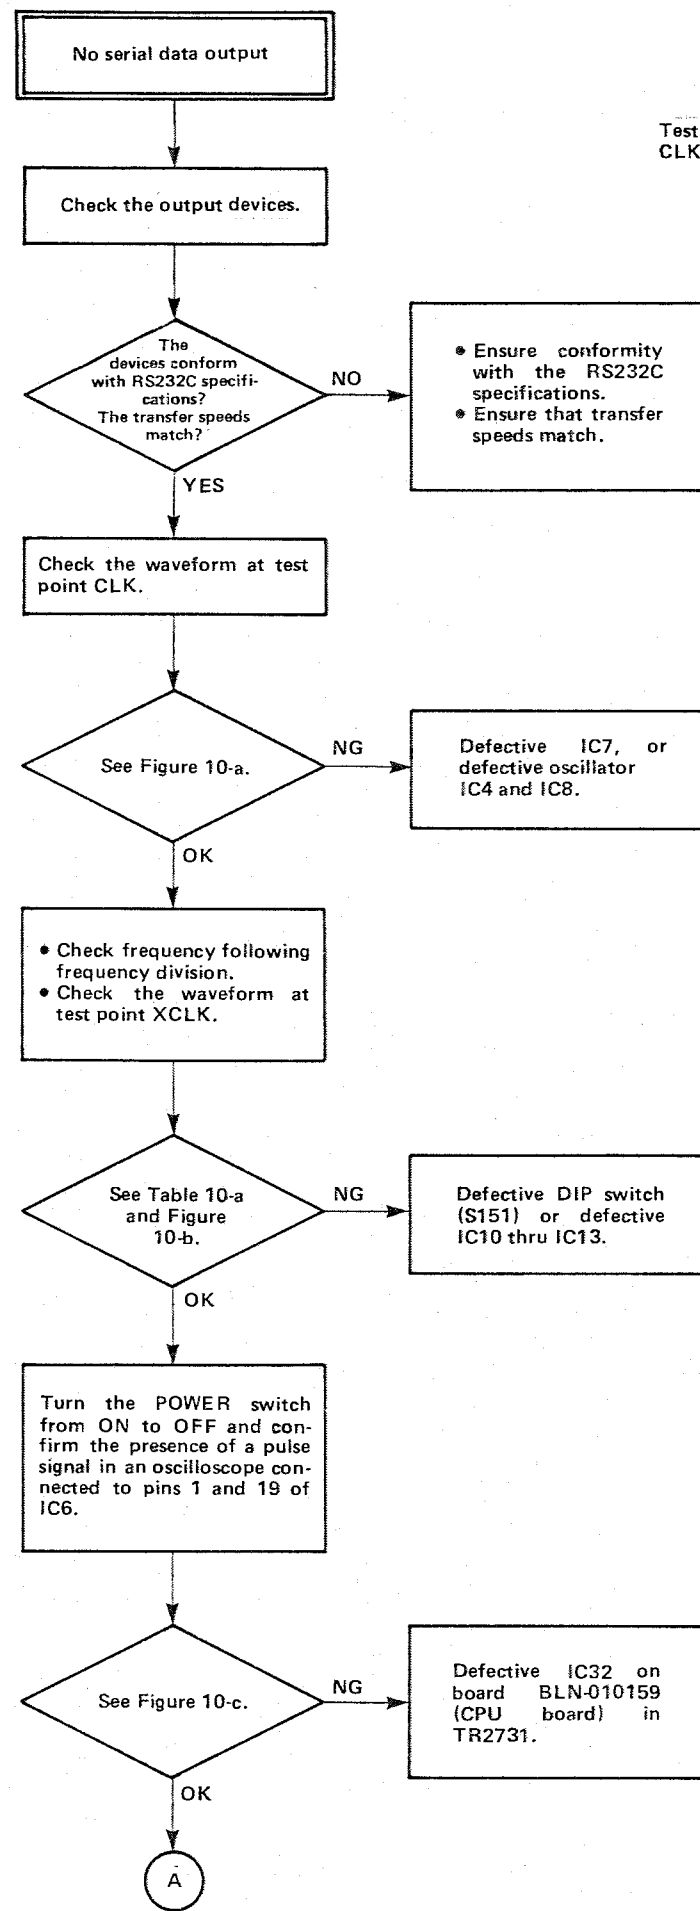 No serial data output
Test
CLK
Check the output devices.
The
devices conform
with RS232C specifi-
cations?
The transfer speeds
match?
NO
• Ensure conformity
with the RS232C
specifications.
• Ensure that transfer
speeds match.
YES
Check the waveform at test
point CLK.
See Figure 10-a.
NG
Defective IC7, or
defective oscillator
IC4 and IC8.
OK
• Check frequency following
frequency division.
• Check the waveform at
test point XCLK.
See Table 10-a
and Figure
10-b.
NG
Defective DIP switch
(S151) or defective
IC10 thru IC13.
OK
Turn the POWER switch
from ON to OFF and con-
firm the presence of a pulse
signal in an oscilloscope con-
nected to pins 1 and 19 of
IC6.
See Figure 10-c.
NG
Defective IC32 on
board BLN-010159
(CPU board) in
TR2731.
OK
A